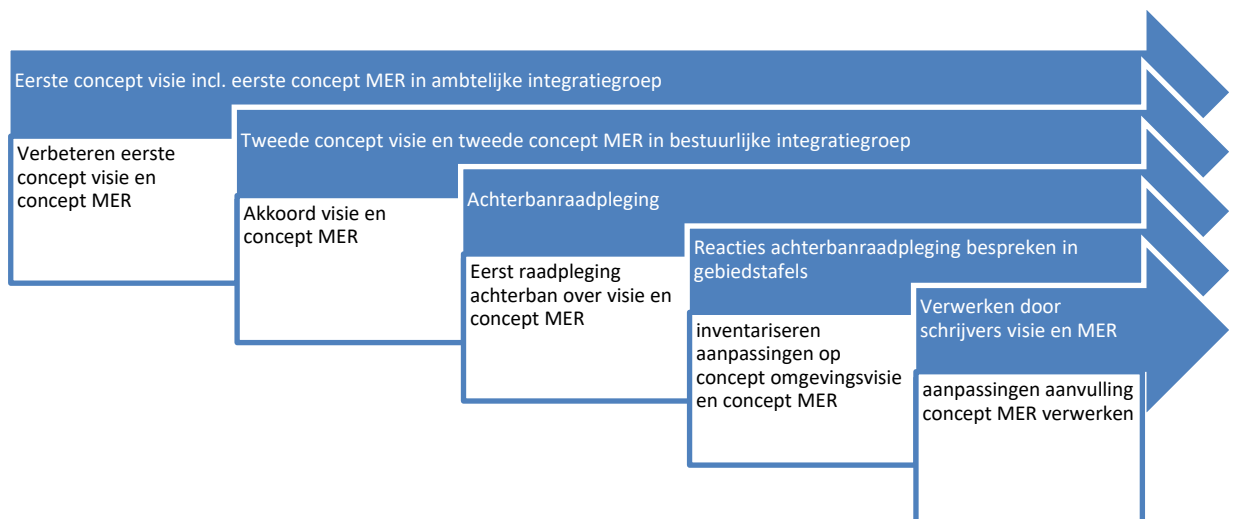 Eerste concept visie incl. eerste concept MER in ambtelijke integratiegroep
Verbeteren eerste
concept visie en
concept MER
Tweede concept visie en tweede concept MER in bestuurlijke integratiegroep
Akkoord visie en
concept MER
Achterbanraadpleging
Eerst raadpleging
achterban over visie en
concept MER
Reacties achterbanraadpleging bespreken in
gebiedstafels
inventariseren
aanpassingen op
concept omgevingsvisie
en concept MER
Verwerken door
schrijvers visie en MER
aanpassingen aanvulling
concept MER verwerken